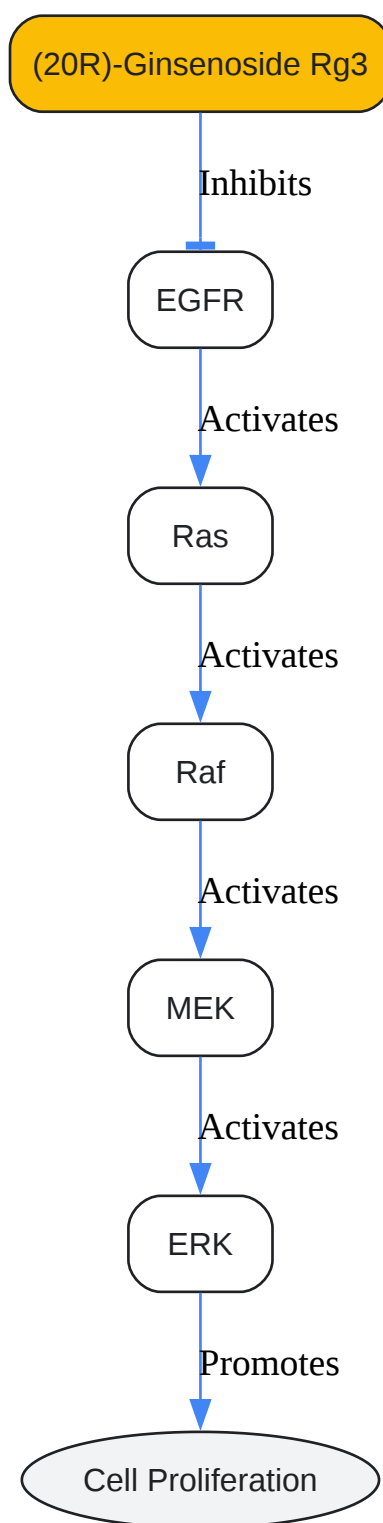 (20R)-Ginsenoside Rg3
Inhibits
EGFR
Activates
Ras
Activates
Raf
Activates
MEK
Activates
ERK
Promotes
Cell Proliferation